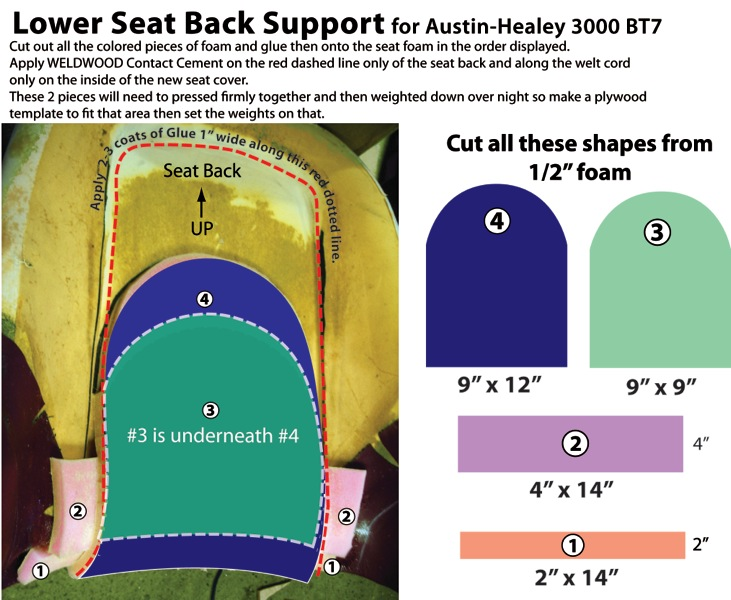 Lower Seat Back Support for Austin-Healey 3000 BT7
Cut out all the colored pieces of foam and glue then onto the seat foam in the order displayed.
Apply WELDWOOD Contact Cement on the red dashed line only of the seat back and along the welt cord
only on the inside of the new seat cover.
These 2 pieces will need to pressed firmly together and then weighted down over night so make a plywood
template to fit that area then set the weights on that.
Apply 2-3 coats of Glue 1" wide along this red dotted line.
Seat Back
UP
4
3
#3 is underneath #4
2
2
1
1
Cut all these shapes from
1/2" foam
4
3
9" x 12"
9" x 9"
2
4"
4" x 14"
1
2"
2" x 14"